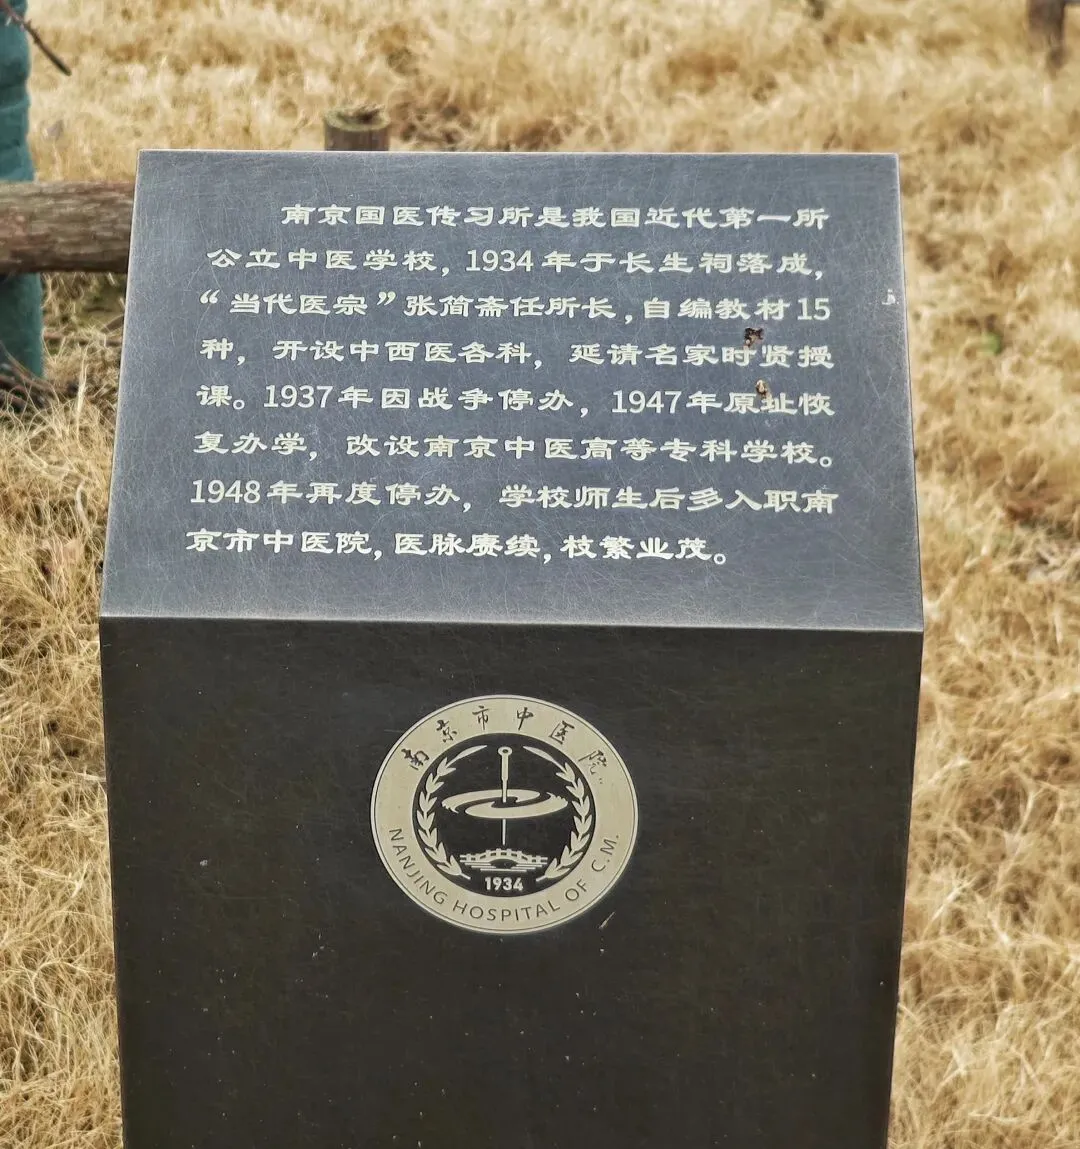 南京国医传习所是我国近代第一所
公立中医学校，1934年于长生祠落成，
“当代医宗”张简斋任所长，自编教材15
种，开设中西医各科，延请名家时贤授
课。1937年因战争停办，1947年原址恢
复办学，改设南京中医高等专科学校。
1948年再度停办，学校师生后多入职南
京市中医院，医脉赓续，枝繁业茂。
南京市中医院
1934
NANJING HOSPITAL OF C.M.